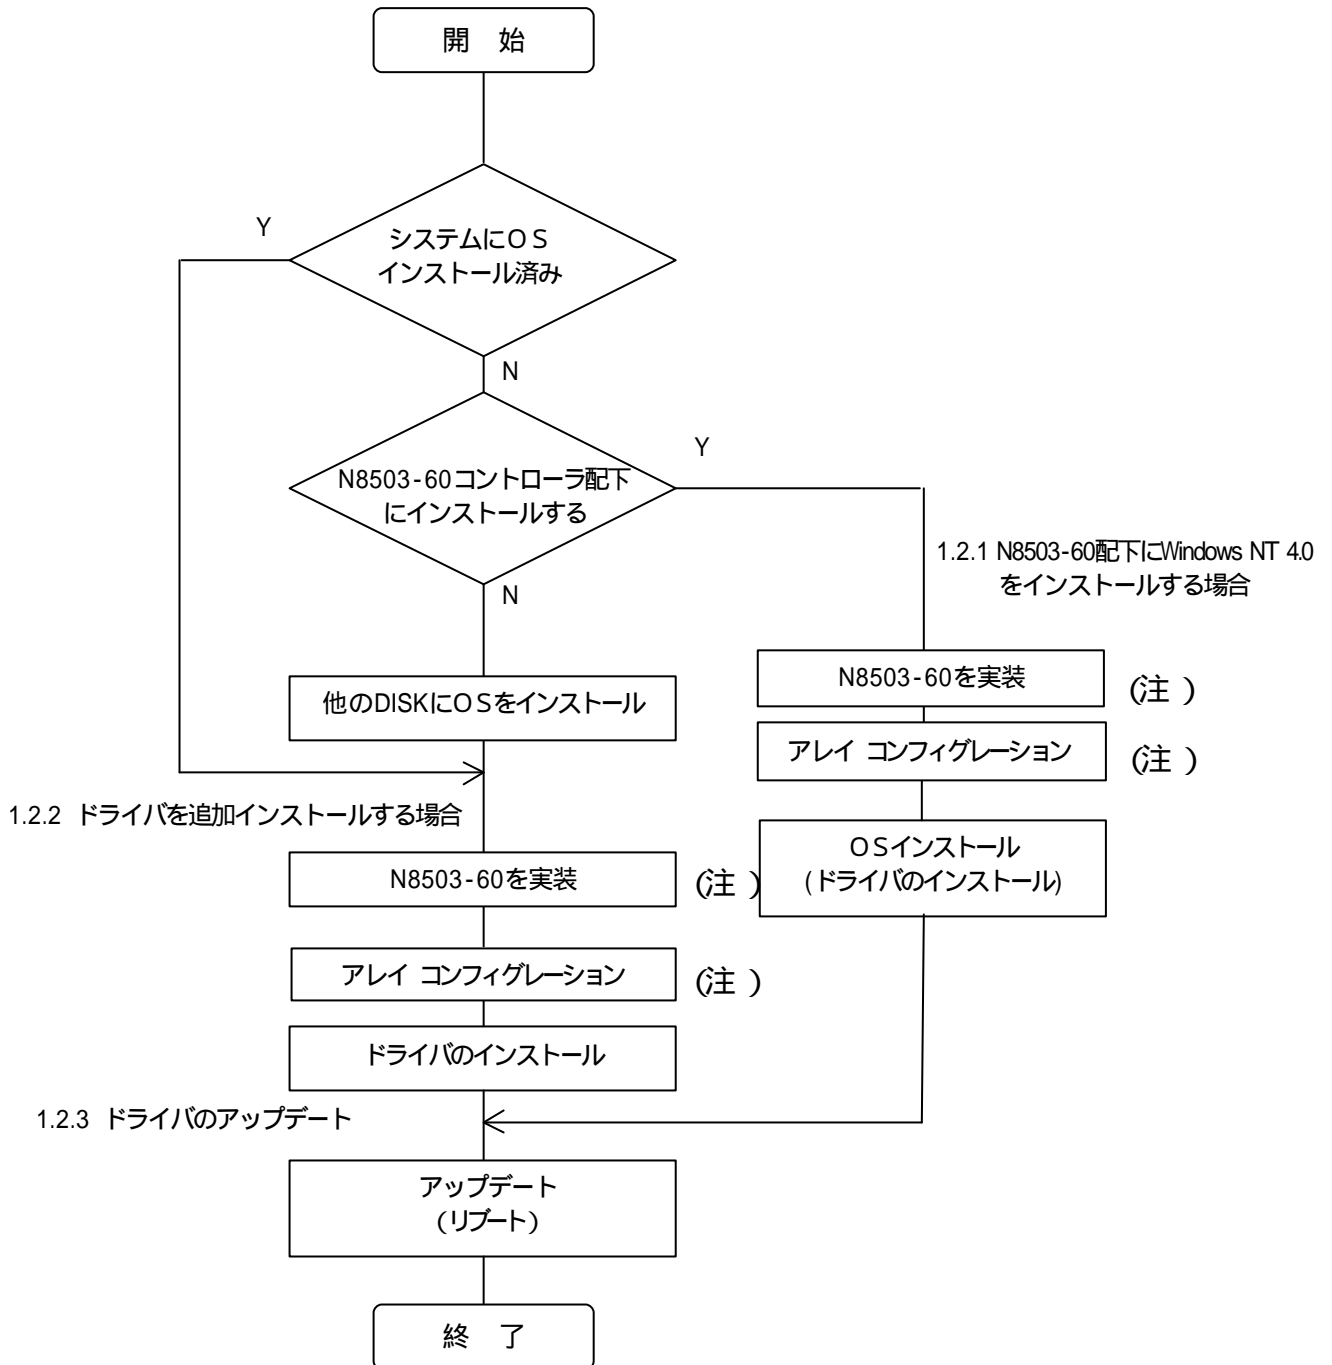 開　始
Y
システムにＯＳ
インストール済み
N
Y
N8503-60コントローラ配下
にインストールする
1.2.1 N8503-60配下にWindows NT 4.0
をインストールする場合
N
N8503-60を実装
(注 )
他のDISKにＯＳをインストール
アレイ コンフィグレーション
(注 )
1.2.2 ドライバを追加インストールする場合
ＯＳインストール
(ドライバのインストール)
N8503-60を実装
(注 )
アレイ コンフィグレーション
(注 )
ドライバのインストール
1.2.3 ドライバのアップデート
アップデート
(リブート)
終　了